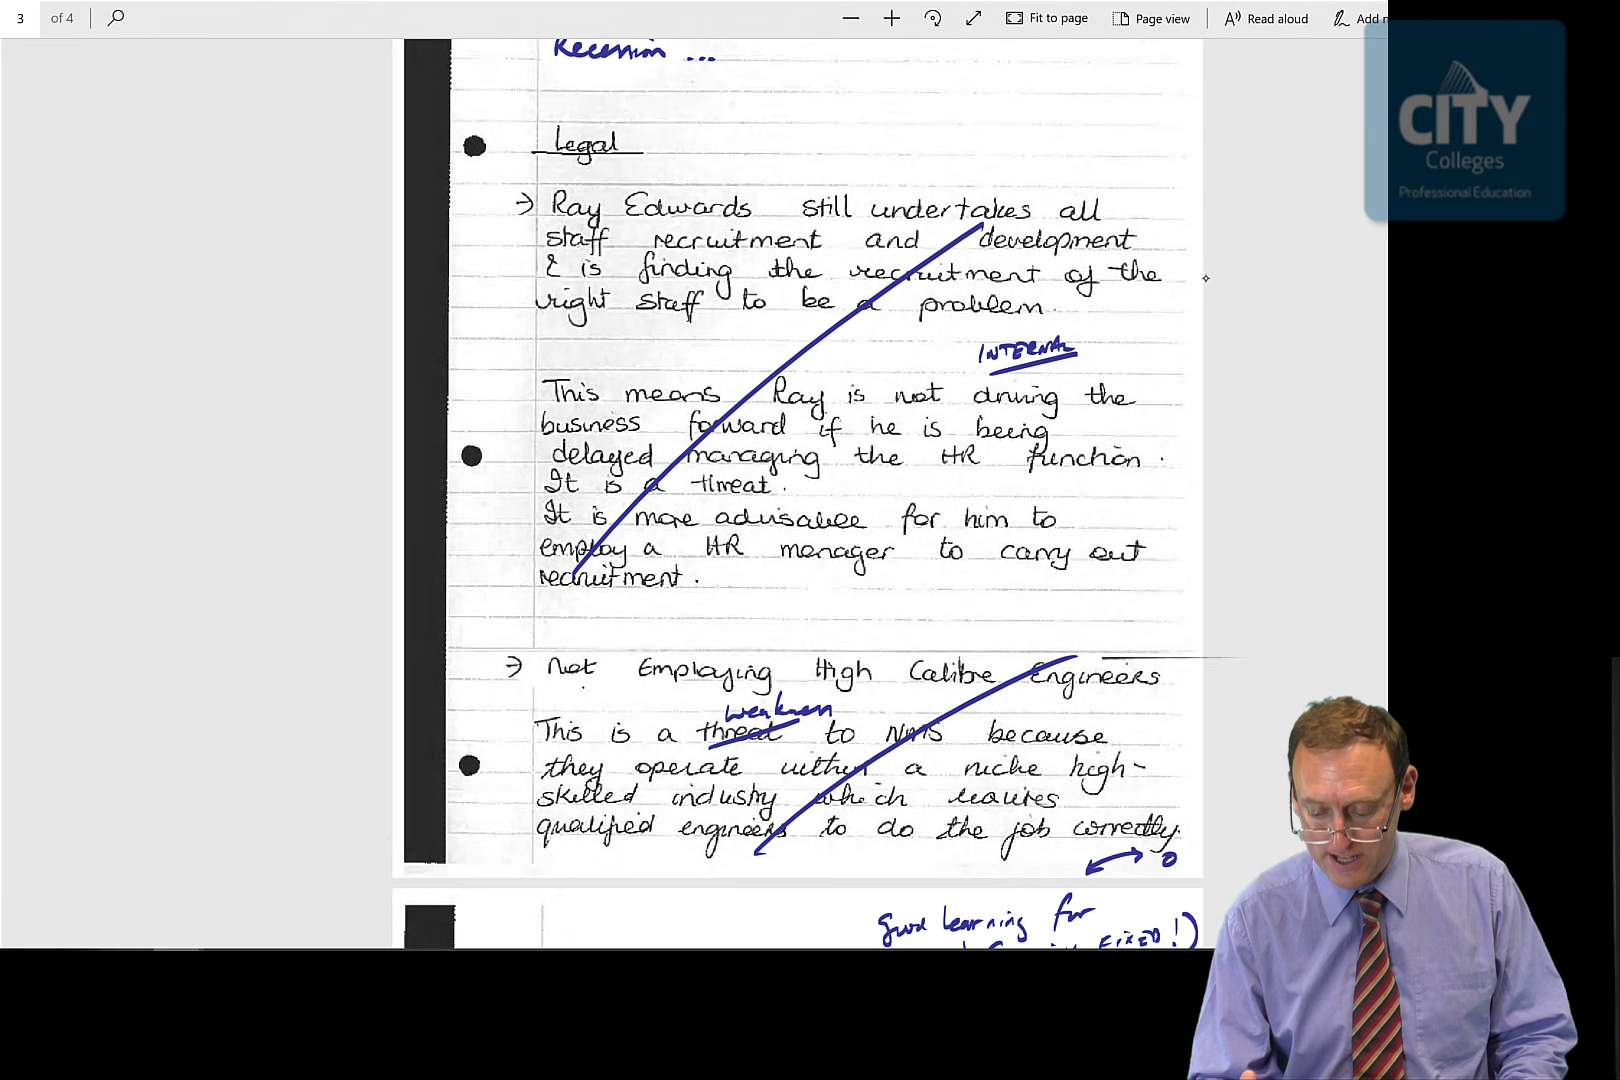 3 of 4
Fit to page
Page view
Read aloud
Add
CITY
Colleges
Professional Education
Recession ...
Legal
→ Ray Edwards still undertakes all
staff recruitment and development
& is finding the recruitment of the
right staff to be a problem.
INTERNAL
This means Ray is not driving the
business forward if he is being
delayed managing the HR function.
It is a threat.
It is more advisable for him to
employ a HR manager to carry out
recruitment.
→ Not Employing High Calibre Engineers
weakness
This is a threat to NMS because
they operate within a niche high-
skilled industry which requires
qualified engineers to do the job correctly.
0
Good learning for
FIXED!)